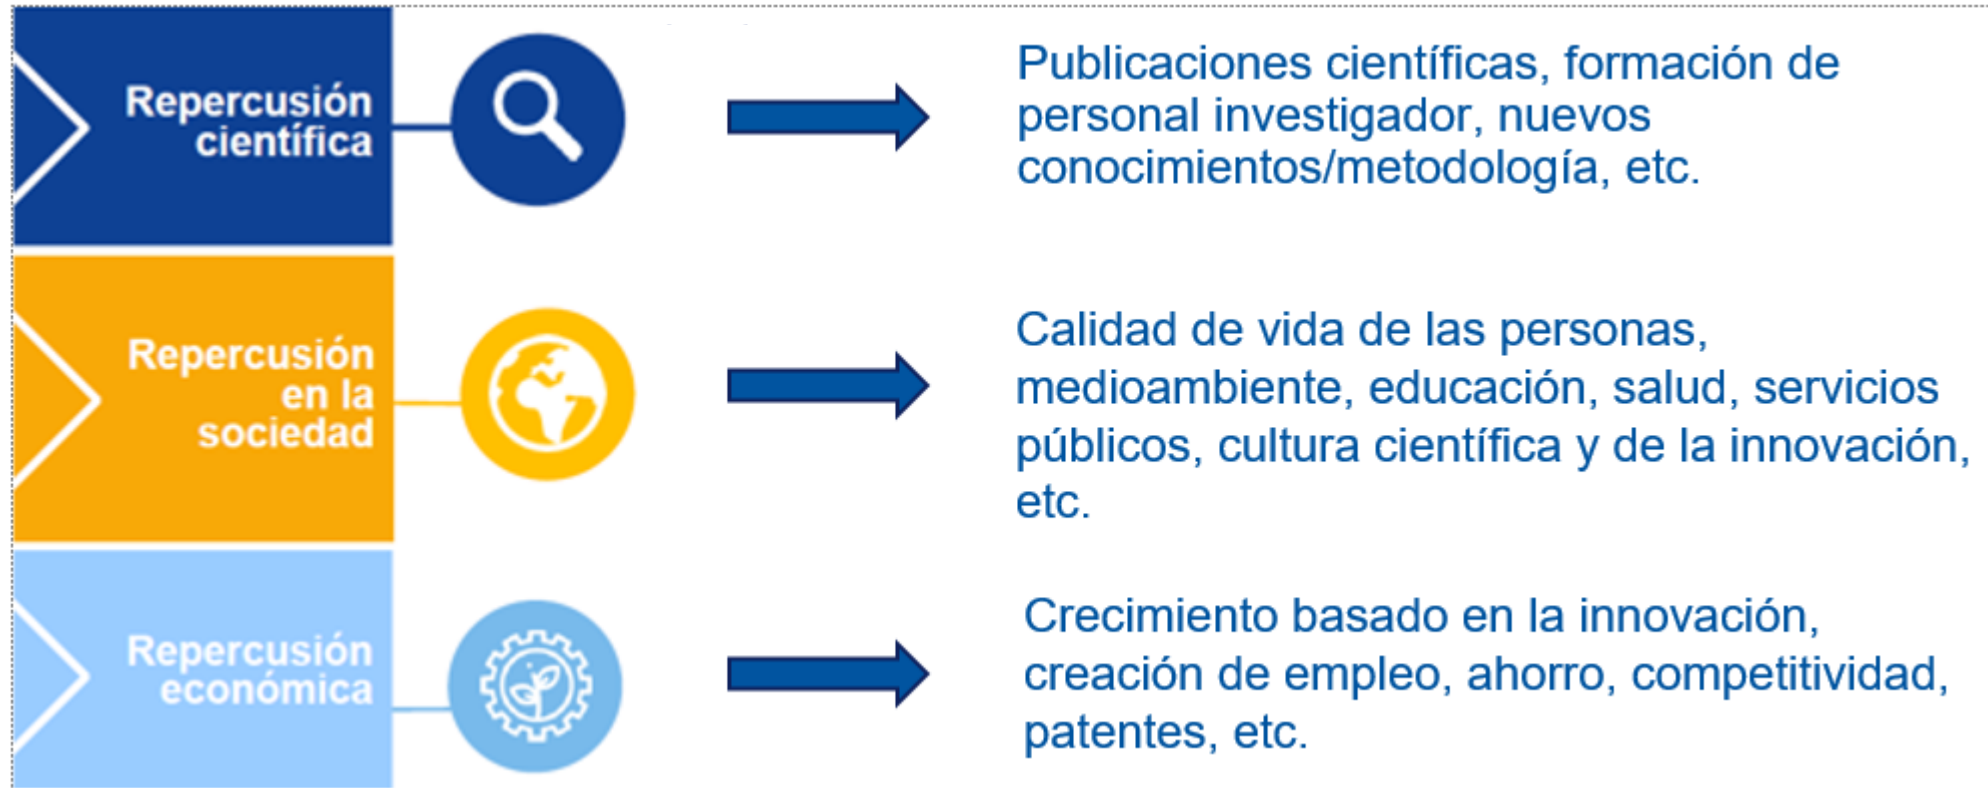 Repercusión
científica
Publicaciones científicas, formación de
personal investigador, nuevos
conocimientos/metodología, etc.
Repercusión
en la
sociedad
Calidad de vida de las personas,
medioambiente, educación, salud, servicios
públicos, cultura científica y de la innovación,
etc.
Repercusión
económica
Crecimiento basado en la innovación,
creación de empleo, ahorro, competitividad,
patentes, etc.